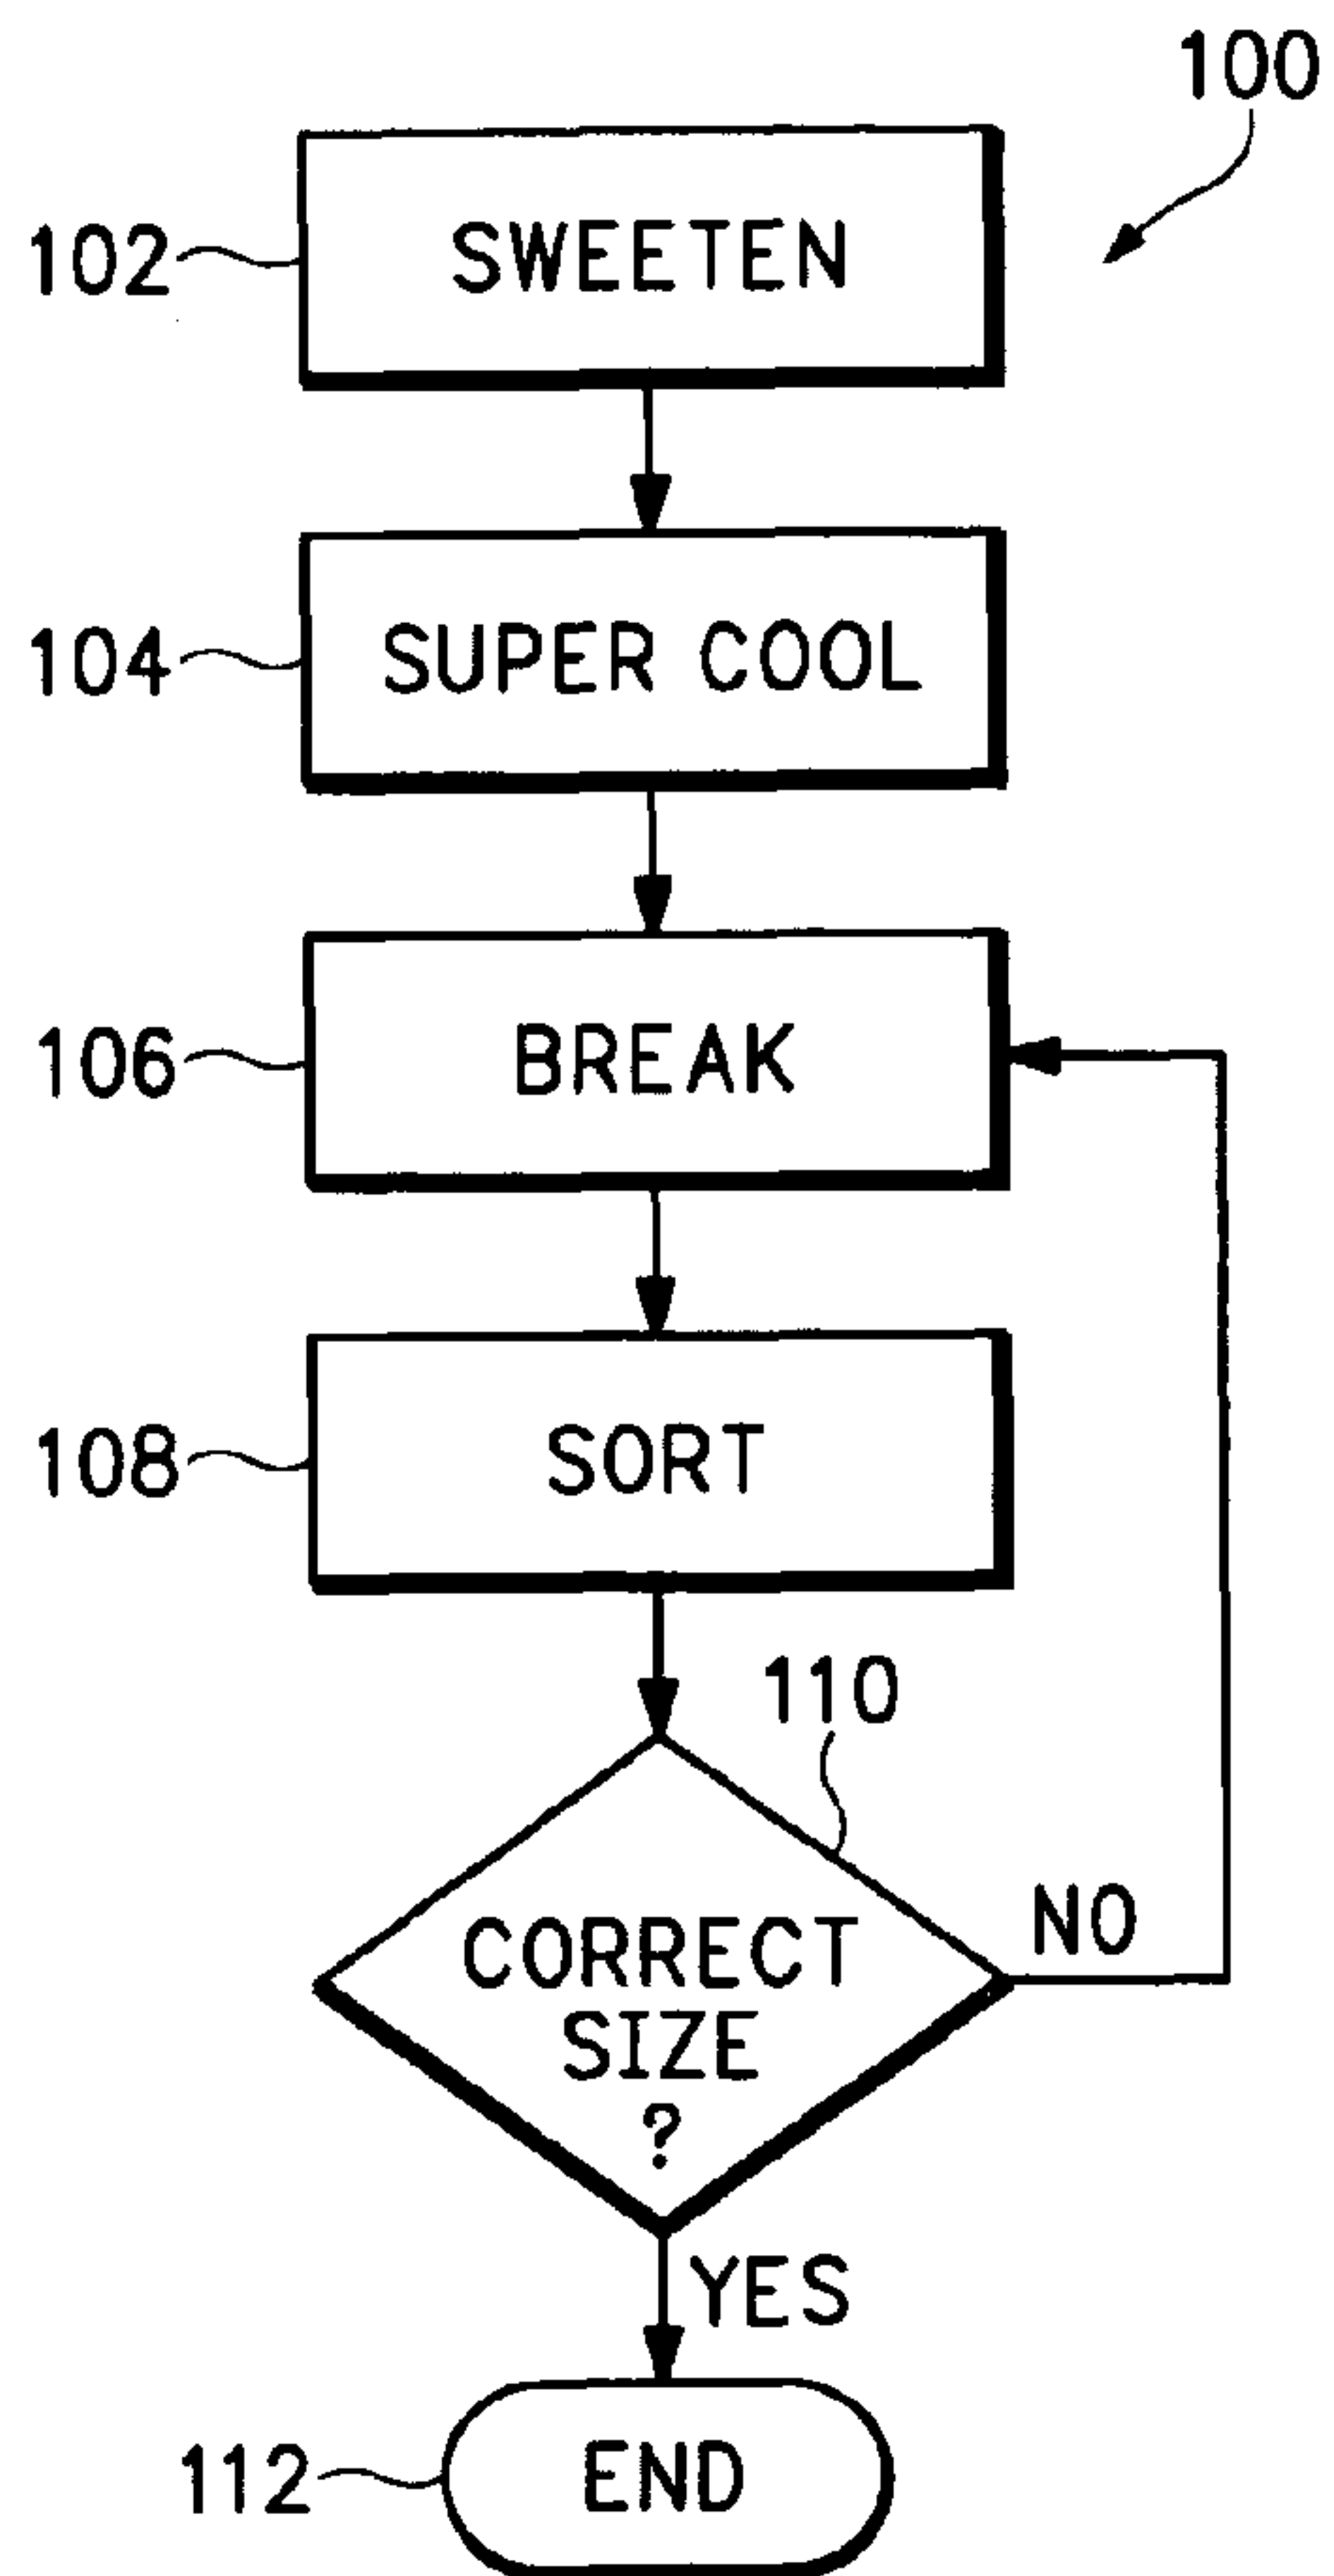 100
102
SWEETEN
104
SUPER COOL
106
BREAK
108
SORT
110
CORRECT
SIZE
?
NO
YES
112
END